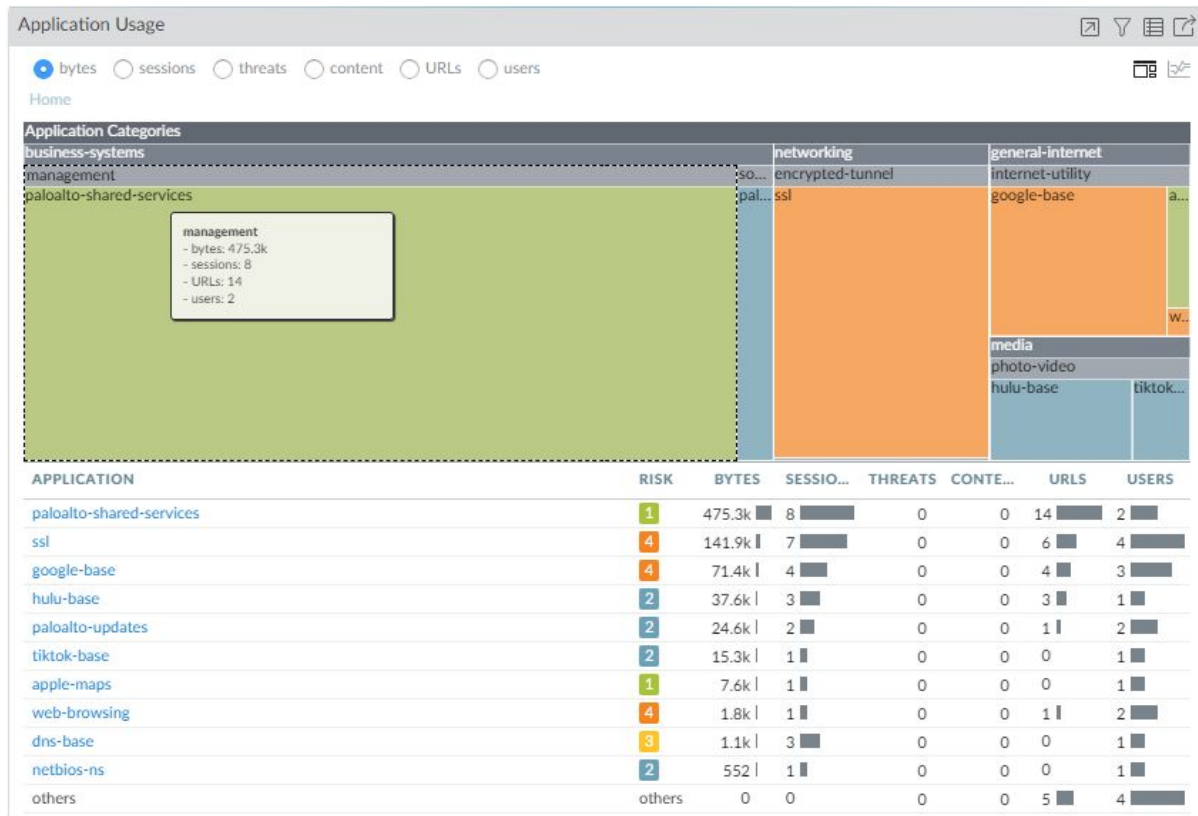 Application Usage
bytes sessions threats content URLs users
Home
Application Categories
business-systems networking general-internet
management so... encrypted-tunnel internet-utility
paloalto-shared-services pal... ssl google-base a...
management
- bytes: 475.3k
- sessions: 8
- URLs: 14
- users: 2
w...
media
photo-video
hulu-base tiktok...
APPLICATION RISK BYTES SESSIO... THREATS CONTE... URLS USERS
paloalto-shared-services 1 475.3k 8 0 0 14 2
ssl 4 141.9k 7 0 0 6 4
google-base 4 71.4k 4 0 0 4 3
hulu-base 2 37.6k 3 0 0 3 1
paloalto-updates 2 24.6k 2 0 0 1 2
tiktok-base 2 15.3k 1 0 0 0 1
apple-maps 1 7.6k 1 0 0 0 1
web-browsing 4 1.8k 1 0 0 1 2
dns-base 3 1.1k 3 0 0 0 1
netbios-ns 2 552 1 0 0 0 1
others others 0 0 0 0 5 4